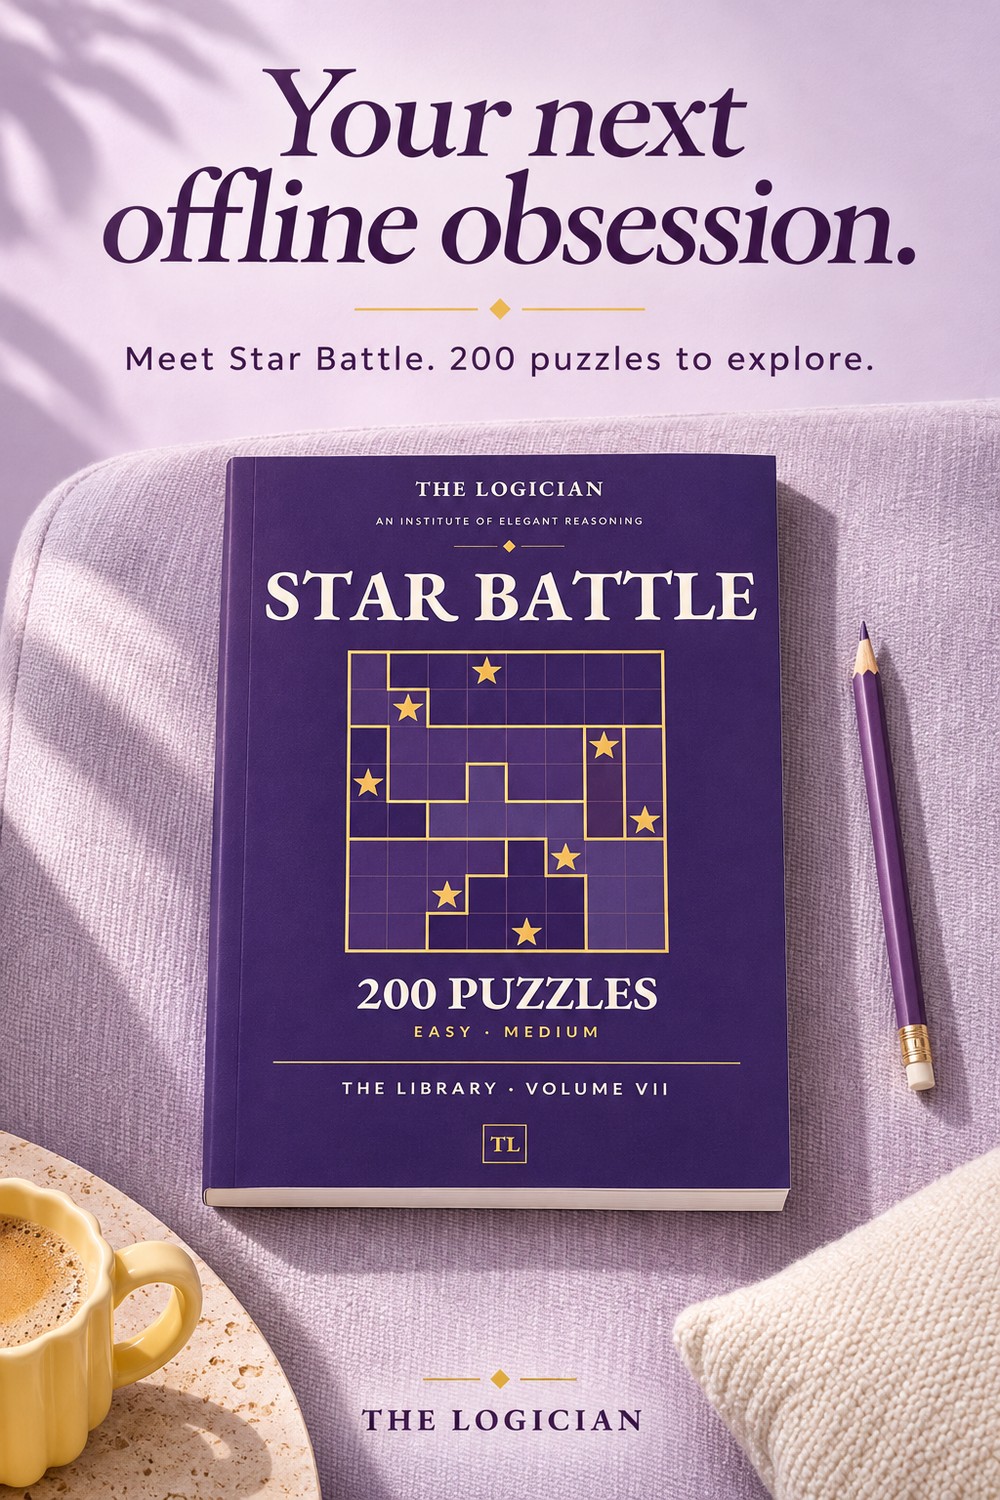 Your next
offline obsession.
Meet Star Battle. 200 puzzles to explore.
THE LOGICIAN
AN INSTITUTE OF ELEGANT REASONING
STAR BATTLE
200 PUZZLES
EASY · MEDIUM
THE LIBRARY · VOLUME VII
TL
THE LOGICIAN